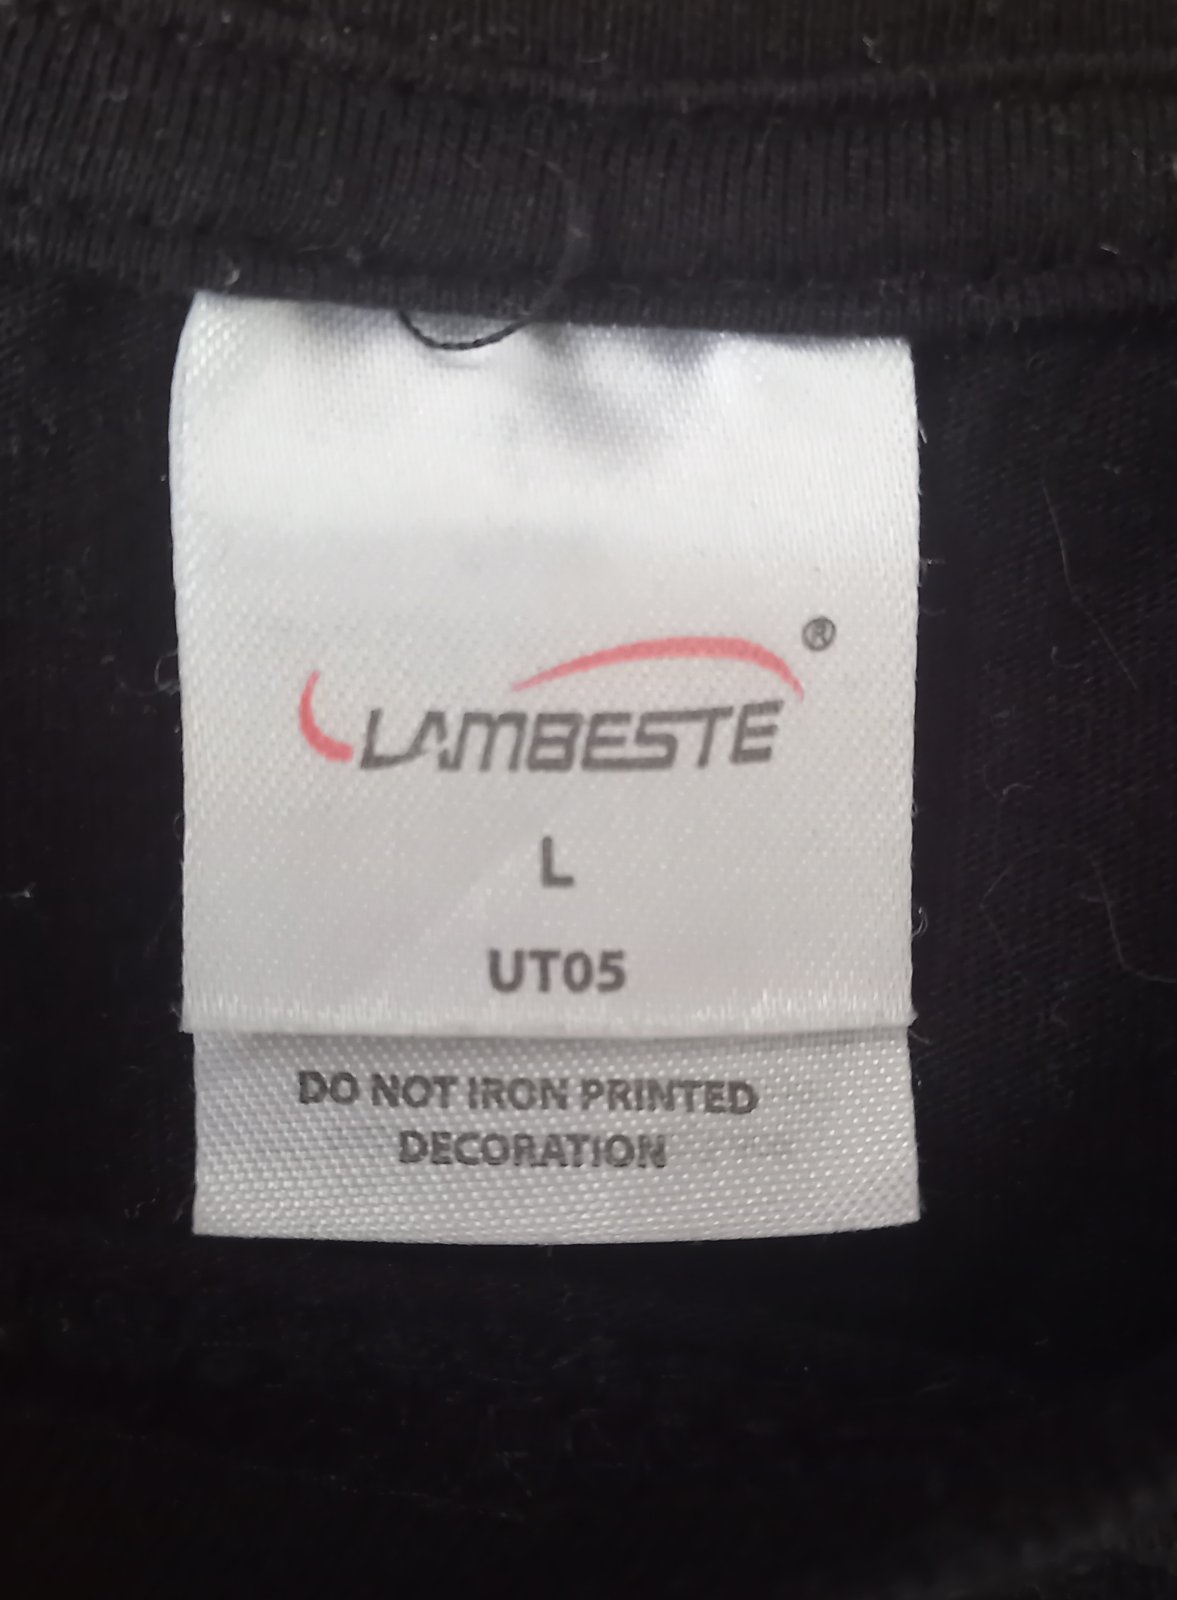 LAMBESTE®
L
UT05
DO NOT IRON PRINTED
DECORATION